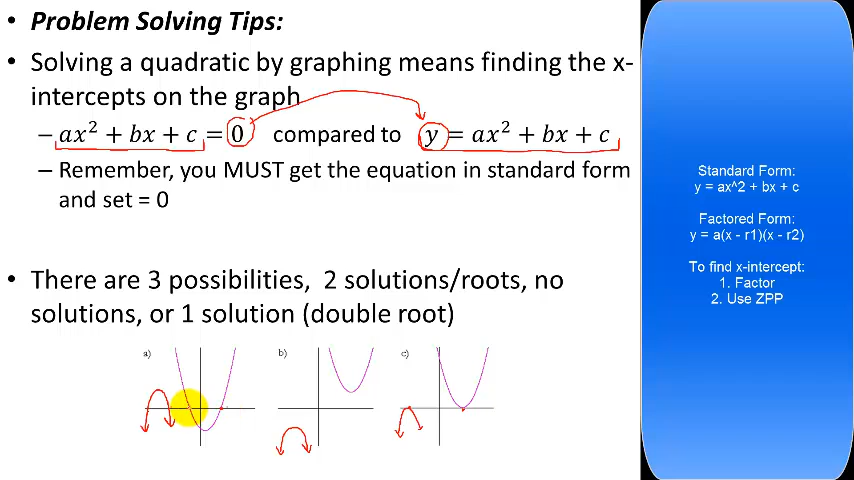 • Problem Solving Tips:
• Solving a quadratic by graphing means finding the x-
intercepts on the graph
– ax² + bx + c = 0 compared to y = ax² + bx + c
– Remember, you MUST get the equation in standard form
and set = 0
• There are 3 possibilities, 2 solutions/roots, no
solutions, or 1 solution (double root)
a) b) c)
Standard Form:
y = ax^2 + bx + c
Factored Form:
y = a(x - r1)(x - r2)
To find x-intercept:
1. Factor
2. Use ZPP